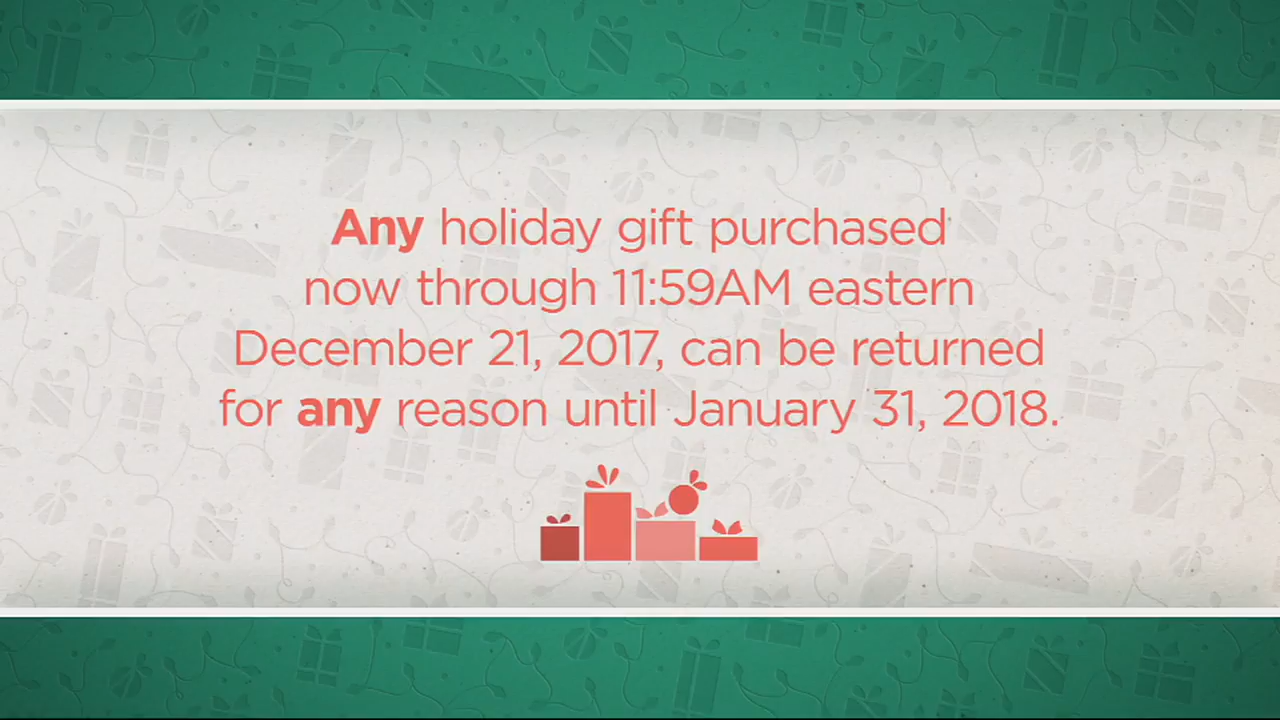 Any holiday gift purchased
now through 11:59AM eastern
December 21, 2017, can be returned
for any reason until January 31, 2018.